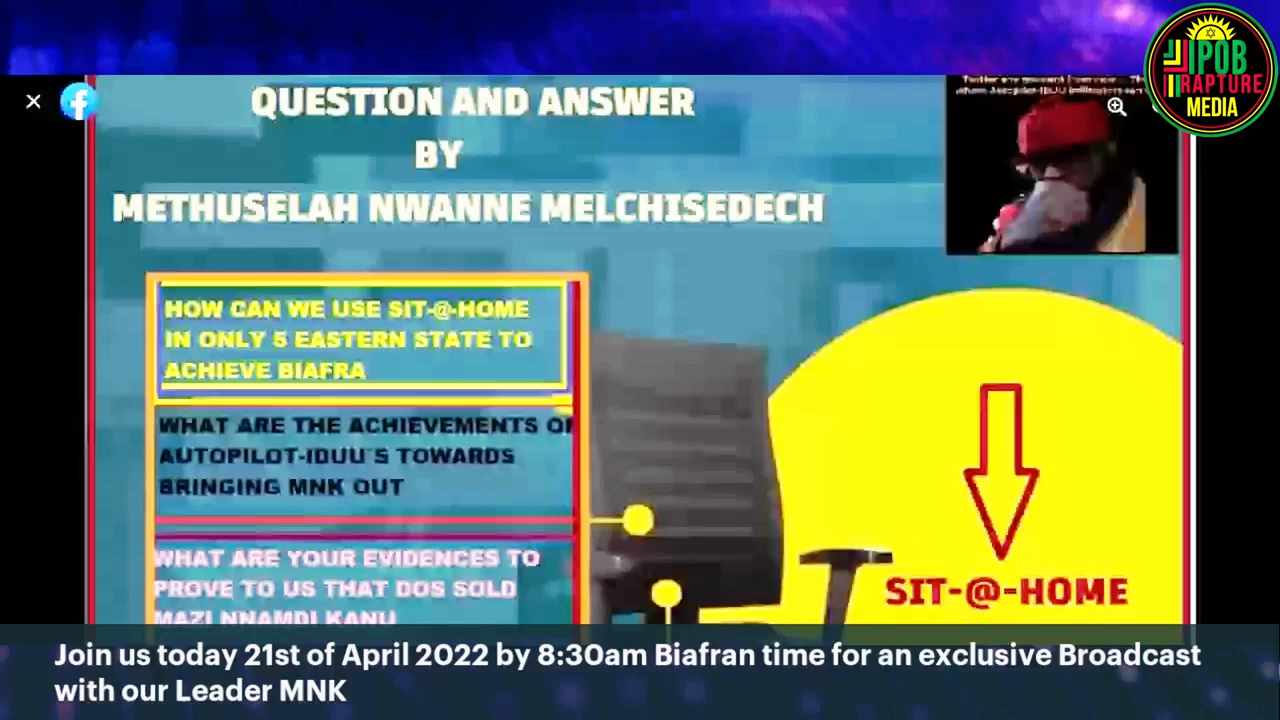 IPOB
RAPTURE
MEDIA
QUESTION AND ANSWER
BY
METHUSELAH NWANNE MELCHISEDECH
HOW CAN WE USE SIT-@-HOME
IN ONLY 5 EASTERN STATE TO
ACHIEVE BIAFRA
WHAT ARE THE ACHIEVEMENTS OF
AUTOPILOT-IDUU'S TOWARDS
BRINGING MNK OUT
WHAT ARE YOUR EVIDENCES TO
PROVE TO US THAT DOS SOLD
MAZI NNAMDI KANU
SIT-@-HOME
Join us today 21st of April 2022 by 8:30am Biafran time for an exclusive Broadcast
with our Leader MNK